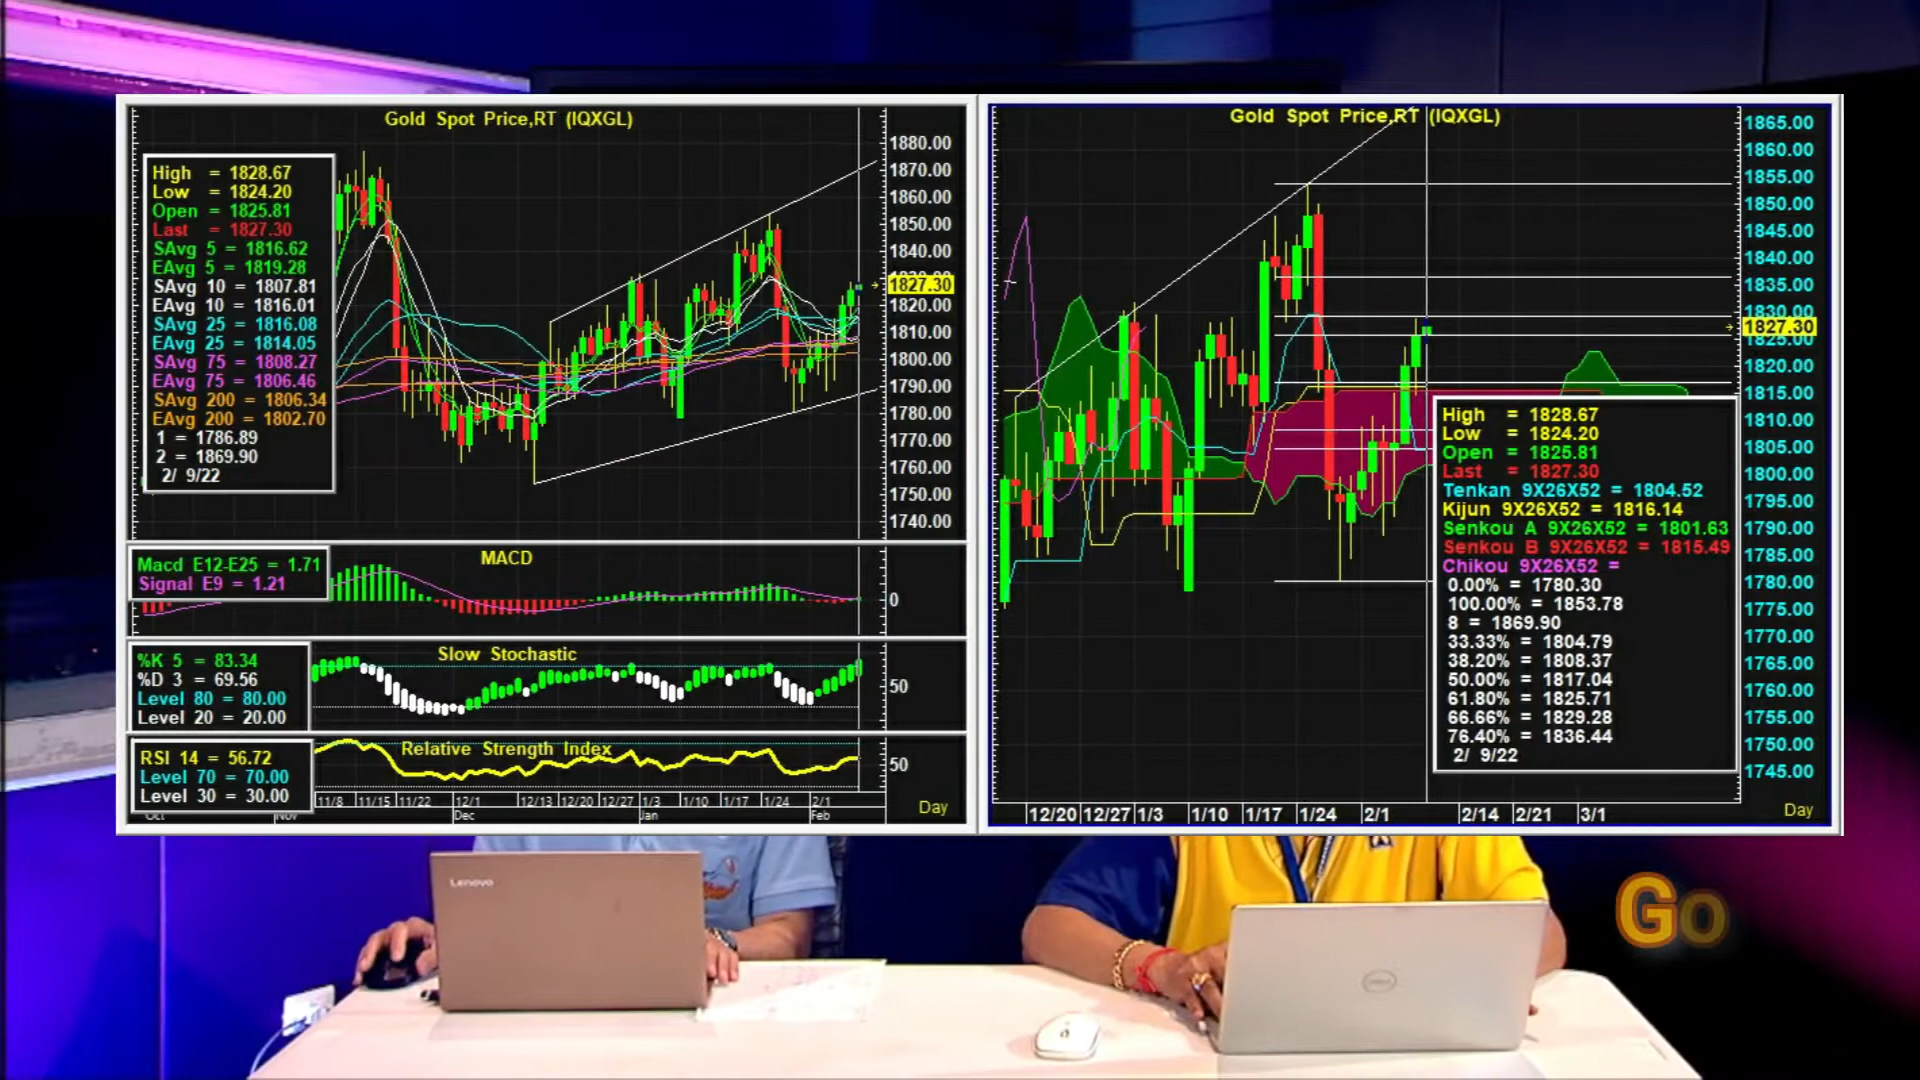 Gold Spot Price,RT (IQXGL)
High = 1828.67
Low = 1824.20
Open = 1825.81
Last = 1827.30
SAvg 5 = 1816.62
EAvg 5 = 1819.28
SAvg 10 = 1807.81
EAvg 10 = 1816.01
SAvg 25 = 1816.08
EAvg 25 = 1814.05
SAvg 75 = 1808.27
EAvg 75 = 1806.46
SAvg 200 = 1806.34
EAvg 200 = 1802.70
1 = 1786.89
2 = 1869.90
2/ 9/22
1880.00
1870.00
1860.00
1850.00
1840.00
1827.30
1820.00
1810.00
1800.00
1790.00
1780.00
1770.00
1760.00
1750.00
1740.00
MACD
Macd E12-E25 = 1.71
Signal E9 = 1.21
0
Slow Stochastic
%K 5 = 83.34
%D 3 = 69.56
Level 80 = 80.00
Level 20 = 20.00
50
Relative Strength Index
RSI 14 = 56.72
Level 70 = 70.00
Level 30 = 30.00
50
11/8 11/15 11/22 12/1 12/13 12/20 12/27 1/3 1/10 1/17 1/24 2/1
Oct Nov Dec Jan Feb
Day
Gold Spot Price,RT (IQXGL)
1865.00
1860.00
1855.00
1850.00
1845.00
1840.00
1835.00
1830.00
1827.30
1825.00
1820.00
1815.00
1810.00
1805.00
1800.00
1795.00
1790.00
1785.00
1780.00
1775.00
1770.00
1765.00
1760.00
1755.00
1750.00
1745.00
High = 1828.67
Low = 1824.20
Open = 1825.81
Last = 1827.30
Tenkan 9X26X52 = 1804.52
Kijun 9X26X52 = 1816.14
Senkou A 9X26X52 = 1801.63
Senkou B 9X26X52 = 1815.49
Chikou 9X26X52 =
0.00% = 1780.30
100.00% = 1853.78
8 = 1869.90
33.33% = 1804.79
38.20% = 1808.37
50.00% = 1817.04
61.80% = 1825.71
66.66% = 1829.28
76.40% = 1836.44
2/ 9/22
12/20 12/27 1/3 1/10 1/17 1/24 2/1 2/14 2/21 3/1
Day
Lenovo
DELL
Go